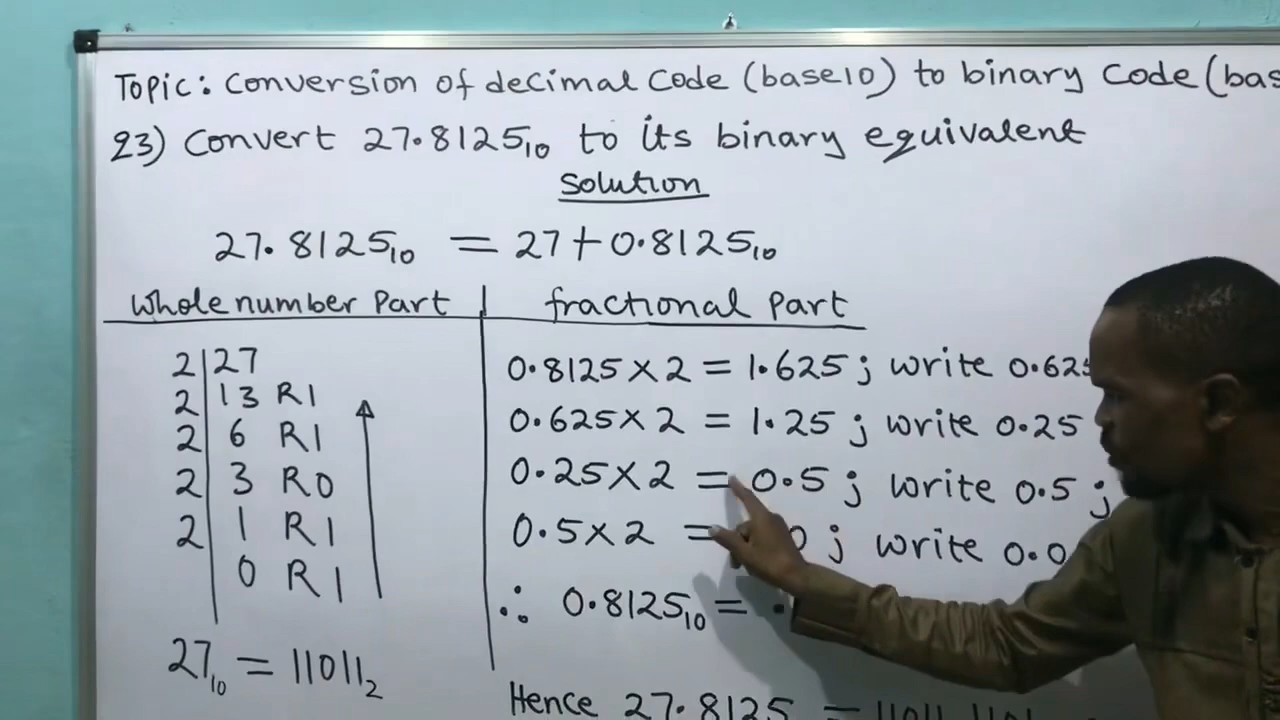 Topic: Conversion of decimal Code (base10) to binary Code (bas
23) Convert 27.8125₁₀ to its binary equivalent
Solution
27.8125₁₀ = 27+0.8125₁₀
Whole number Part
2 27
2 13 R1
2 6 R1
2 3 R0
2 1 R1
0 R1
27₁₀ = 11011₂
fractional Part
0.8125×2 = 1.625; write 0.625
0.625×2 = 1.25; write 0.25
0.25×2 = 0.5; write 0.5;
0.5×2 = 0; write 0.0
∴ 0.8125₁₀ = .
Hence 27.8125 = 11011.1101